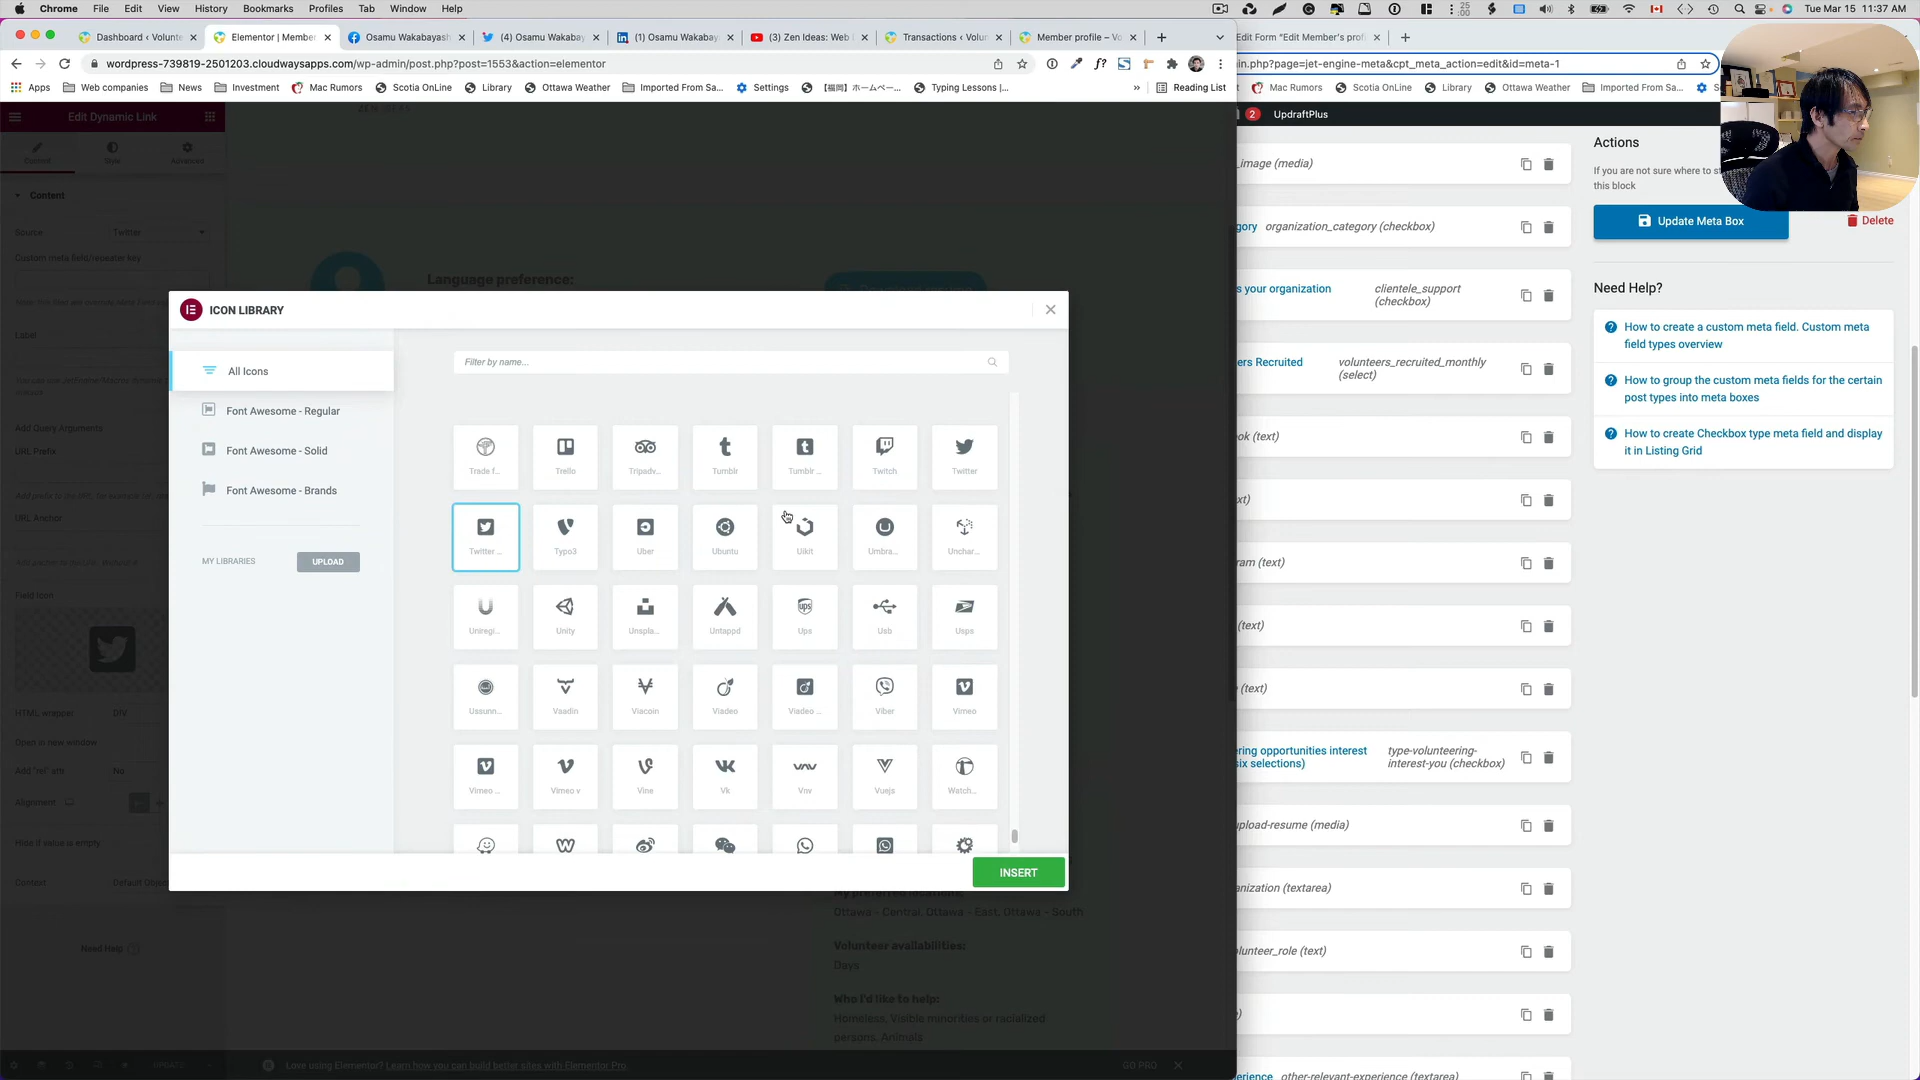 Chrome File Edit View History Bookmarks Profiles Tab Window Help
Tue Mar 15 11:37 AM
Dashboard ‹ Volunte
Elementor | Member
Osamu Wakabayash
(4) Osamu Wakabay
(1) Osamu Wakabay
(3) Zen Ideas: Web
Transactions ‹ Volun
Member profile – Vo
Edit Form "Edit Member's prof
wordpress-739819-2501203.cloudwaysapps.com/wp-admin/post.php?post=1553&action=elementor
in.php?page=jet-engine-meta&cpt_meta_action=edit&id=meta-1
Apps Web companies News Investment Mac Rumors Scotia OnLine Library Ottawa Weather Imported From Sa... Settings Typing Lessons |... » Reading List
Mac Rumors Scotia OnLine Library Ottawa Weather Imported From Sa...
2 UpdraftPlus
Edit Dynamic Link
Content Style Advanced
Content
Source Twitter
Custom meta field/repeater key
Label
Add Query Arguments
URL Prefix
URL Anchor
Field Icon
HTML wrapper DIV
Open in new window
Add "rel" attr No
Alignment
Hide if value is empty
Context Default Objec
Need Help
UPDATE
Language preference:
ICON LIBRARY
All Icons
Font Awesome - Regular
Font Awesome - Solid
Font Awesome - Brands
MY LIBRARIES UPLOAD
Filter by name...
Trade f... Trello Tripadv... Tumblr Tumblr ... Twitch Twitter
Twitter ... Typo3 Uber Ubuntu Uikit Umbra... Unchar...
Uniregi... Unity Unspla... Untappd Ups Usb Usps
Ussunn... Vaadin Viacoin Viadeo Viadeo ... Viber Vimeo
Vimeo ... Vimeo v Vine Vk Vnv Vuejs Watch...
INSERT
My preferred locations:
Ottawa - Central, Ottawa - East, Ottawa - South
Volunteer availabilities:
Days
Who I'd like to help:
Homeless, Visible minorities or racialized
persons, Animals
Love using Elementor? Learn how you can build better sites with Elementor Pro.
GO PRO
_image (media)
gory organization_category (checkbox)
s your organization clientele_support
(checkbox)
ers Recruited volunteers_recruited_monthly
(select)
ok (text)
xt)
ram (text)
(text)
(text)
ering opportunities interest type-volunteering-
six selections) interest-you (checkbox)
upload-resume (media)
anization (textarea)
olunteer_role (text)
erience other-relevant-experience (textarea)
Actions
If you are not sure where to st
this block
Update Meta Box
Delete
Need Help?
How to create a custom meta field. Custom meta
field types overview
How to group the custom meta fields for the certain
post types into meta boxes
How to create Checkbox type meta field and display
it in Listing Grid